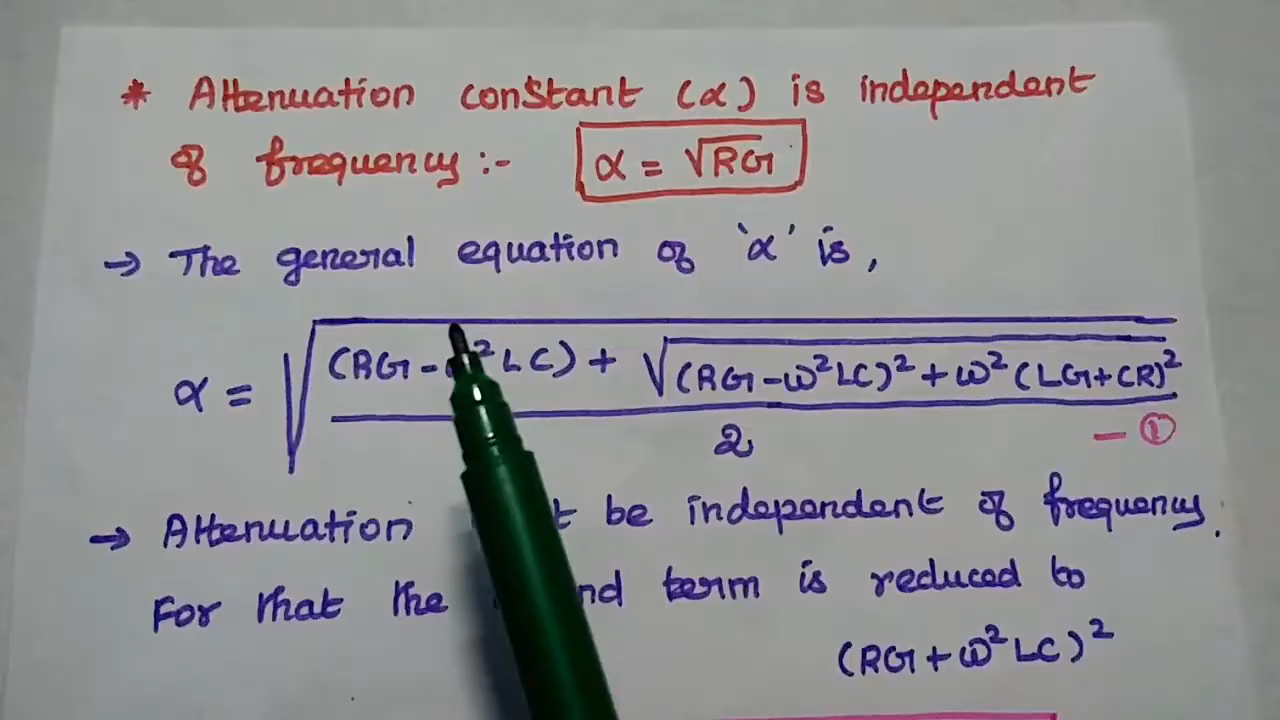 * Attenuation constant (α) is independent
of frequency :- α = √RG
→ The general equation of 'α' is,
α = √((RG - ω²LC) + √((RG-ω²LC)² + ω²(LG+CR)²) / 2) - ①
→ Attenuation be independent of frequency.
For that the term is reduced to
(RG + ω²LC)²